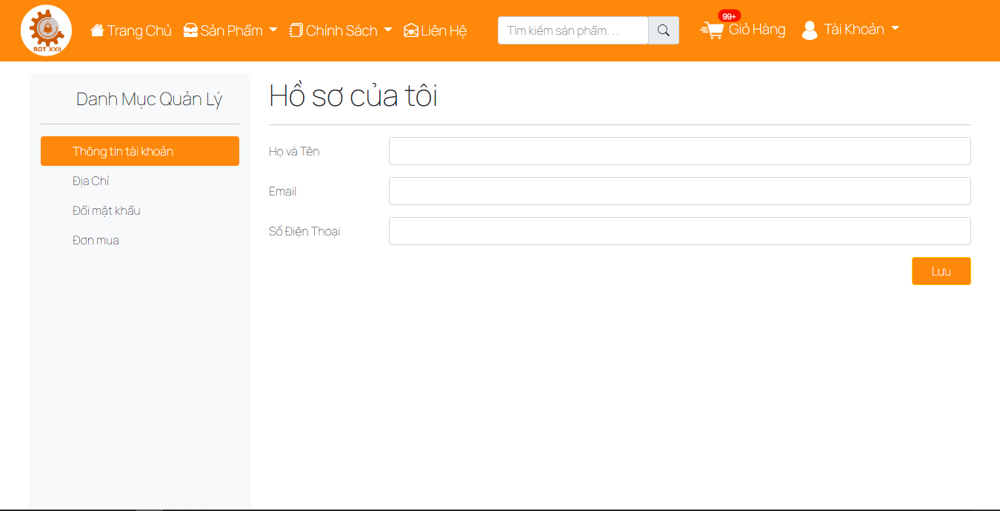 BOT XXII
Trang Chủ
Sản Phẩm
Chính Sách
Liên Hệ
Tìm kiếm sản phẩm. . .
99+
Giỏ Hàng
Tài Khoản
Danh Mục Quản Lý
Thông tin tài khoản
Địa Chỉ
Đổi mật khẩu
Đơn mua
Hồ sơ của tôi
Họ và Tên
Email
Số Điện Thoại
Lưu